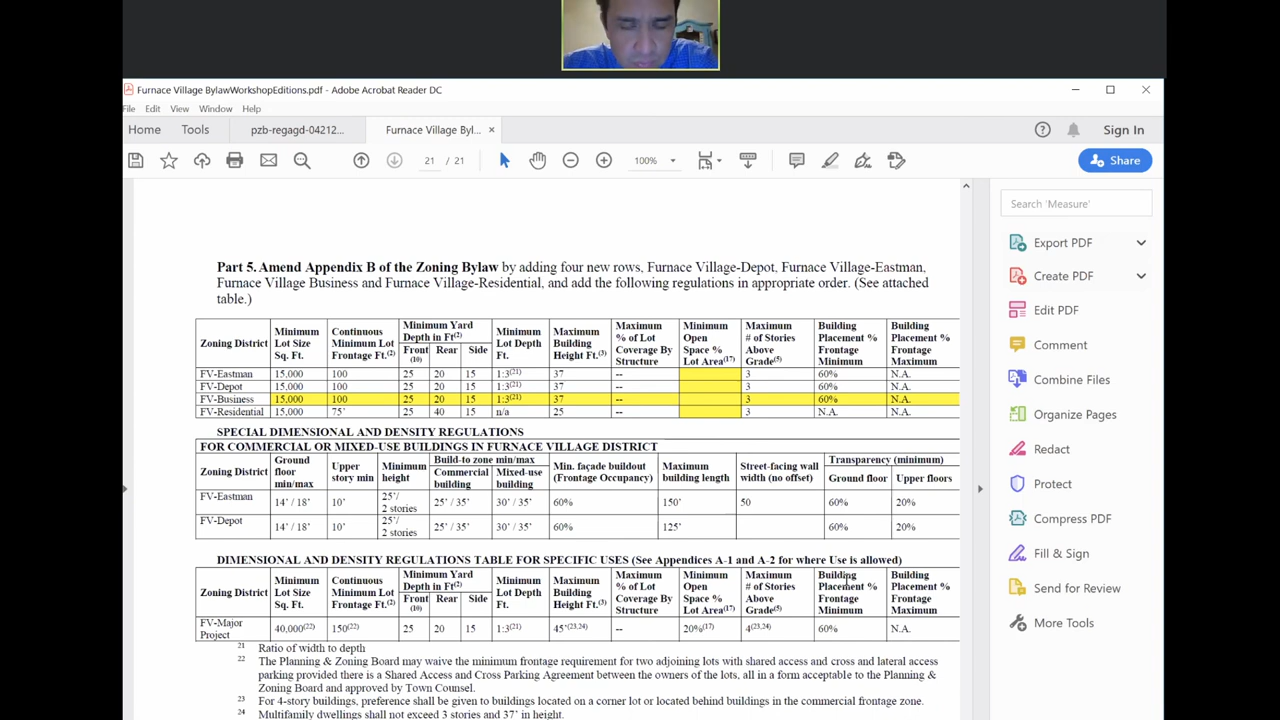 Furnace Village BylawWorkshopEditions.pdf - Adobe Acrobat Reader DC
File Edit View Window Help
Home Tools pzb-regagd-04212... Furnace Village Byl... × Sign In
21 / 21 100% Share
Search 'Measure'
Export PDF
Create PDF
Edit PDF
Comment
Combine Files
Organize Pages
Redact
Protect
Compress PDF
Fill & Sign
Send for Review
More Tools
Part 5. Amend Appendix B of the Zoning Bylaw by adding four new rows, Furnace Village-Depot, Furnace Village-Eastman,
Furnace Village Business and Furnace Village-Residential, and add the following regulations in appropriate order. (See attached
table.)
Zoning District | Minimum Lot Size Sq. Ft. | Continuous Minimum Lot Frontage Ft.(2) | Minimum Yard Depth in Ft(2) Front (10) Rear Side | Minimum Lot Depth Ft. | Maximum Building Height Ft.(3) | Maximum % of Lot Coverage By Structure | Minimum Open Space % Lot Area(17) | Maximum # of Stories Above Grade(5) | Building Placement % Frontage Minimum | Building Placement % Frontage Maximum
FV-Eastman 15,000 100 25 20 15 1:3(21) 37 -- 3 60% N.A.
FV-Depot 15,000 100 25 20 15 1:3(21) 37 -- 3 60% N.A.
FV-Business 15,000 100 25 20 15 1:3(21) 37 -- 3 60% N.A.
FV-Residential 15,000 75' 25 40 15 n/a 25 -- 3 N.A. N.A.
SPECIAL DIMENSIONAL AND DENSITY REGULATIONS
FOR COMMERCIAL OR MIXED-USE BUILDINGS IN FURNACE VILLAGE DISTRICT
Zoning District | Ground floor min/max | Upper story min | Minimum height | Build-to zone min/max Commercial building Mixed-use building | Min. façade buildout (Frontage Occupancy) | Maximum building length | Street-facing wall width (no offset) | Transparency (minimum) Ground floor Upper floors
FV-Eastman 14' / 18' 10' 25'/ 2 stories 25' / 35' 30' / 35' 60% 150' 50 60% 20%
FV-Depot 14' / 18' 10' 25'/ 2 stories 25' / 35' 30' / 35' 60% 125' 60% 20%
DIMENSIONAL AND DENSITY REGULATIONS TABLE FOR SPECIFIC USES (See Appendices A-1 and A-2 for where Use is allowed)
Zoning District | Minimum Lot Size Sq. Ft. | Continuous Minimum Lot Frontage Ft.(2) | Minimum Yard Depth in Ft(2) Front (10) Rear Side | Minimum Lot Depth Ft. | Maximum Building Height Ft.(3) | Maximum % of Lot Coverage By Structure | Minimum Open Space % Lot Area(17) | Maximum # of Stories Above Grade(5) | Building Placement % Frontage Minimum | Building Placement % Frontage Maximum
FV-Major Project 40,000(22) 150(22) 25 20 15 1:3(21) 45'(23,24) -- 20%(17) 4(23,24) 60% N.A.
21 Ratio of width to depth
22 The Planning & Zoning Board may waive the minimum frontage requirement for two adjoining lots with shared access and cross and lateral access
parking provided there is a Shared Access and Cross Parking Agreement between the owners of the lots, all in a form acceptable to the Planning &
Zoning Board and approved by Town Counsel.
23 For 4-story buildings, preference shall be given to buildings located on a corner lot or located behind buildings in the commercial frontage zone.
24 Multifamily dwellings shall not exceed 3 stories and 37' in height.